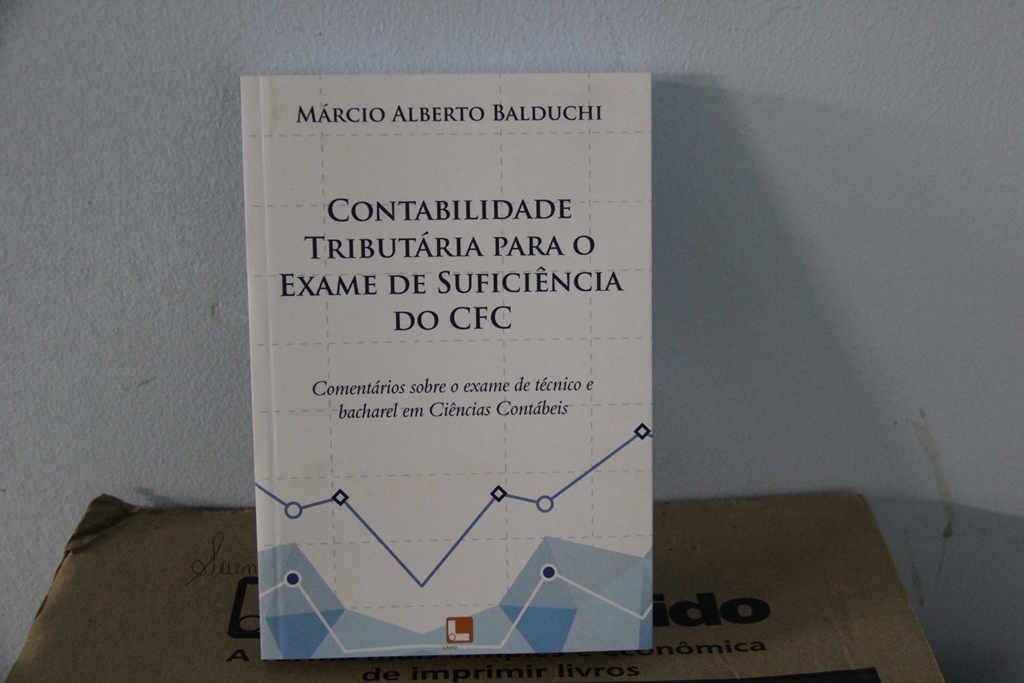 MÁRCIO ALBERTO BALDUCHI
CONTABILIDADE
TRIBUTÁRIA PARA O
EXAME DE SUFICIÊNCIA
DO CFC
Comentários sobre o exame de técnico e
bacharel em Ciências Contábeis
ido
A econômica
de imprimir livros